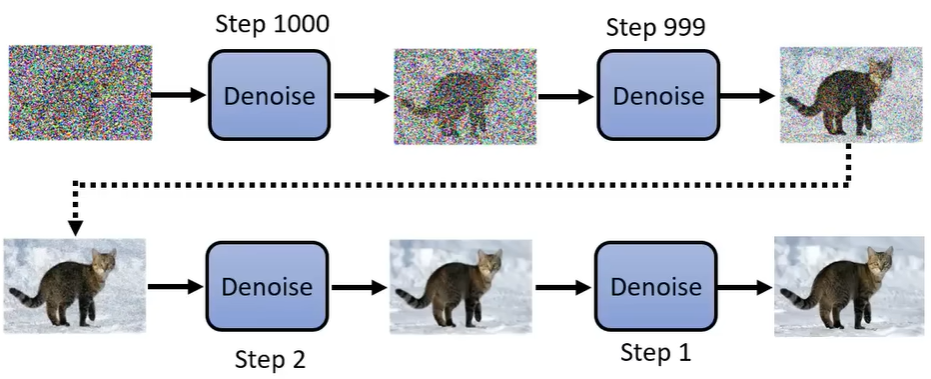 Step 1000
Step 999
Denoise
Denoise
Denoise
Denoise
Step 2
Step 1